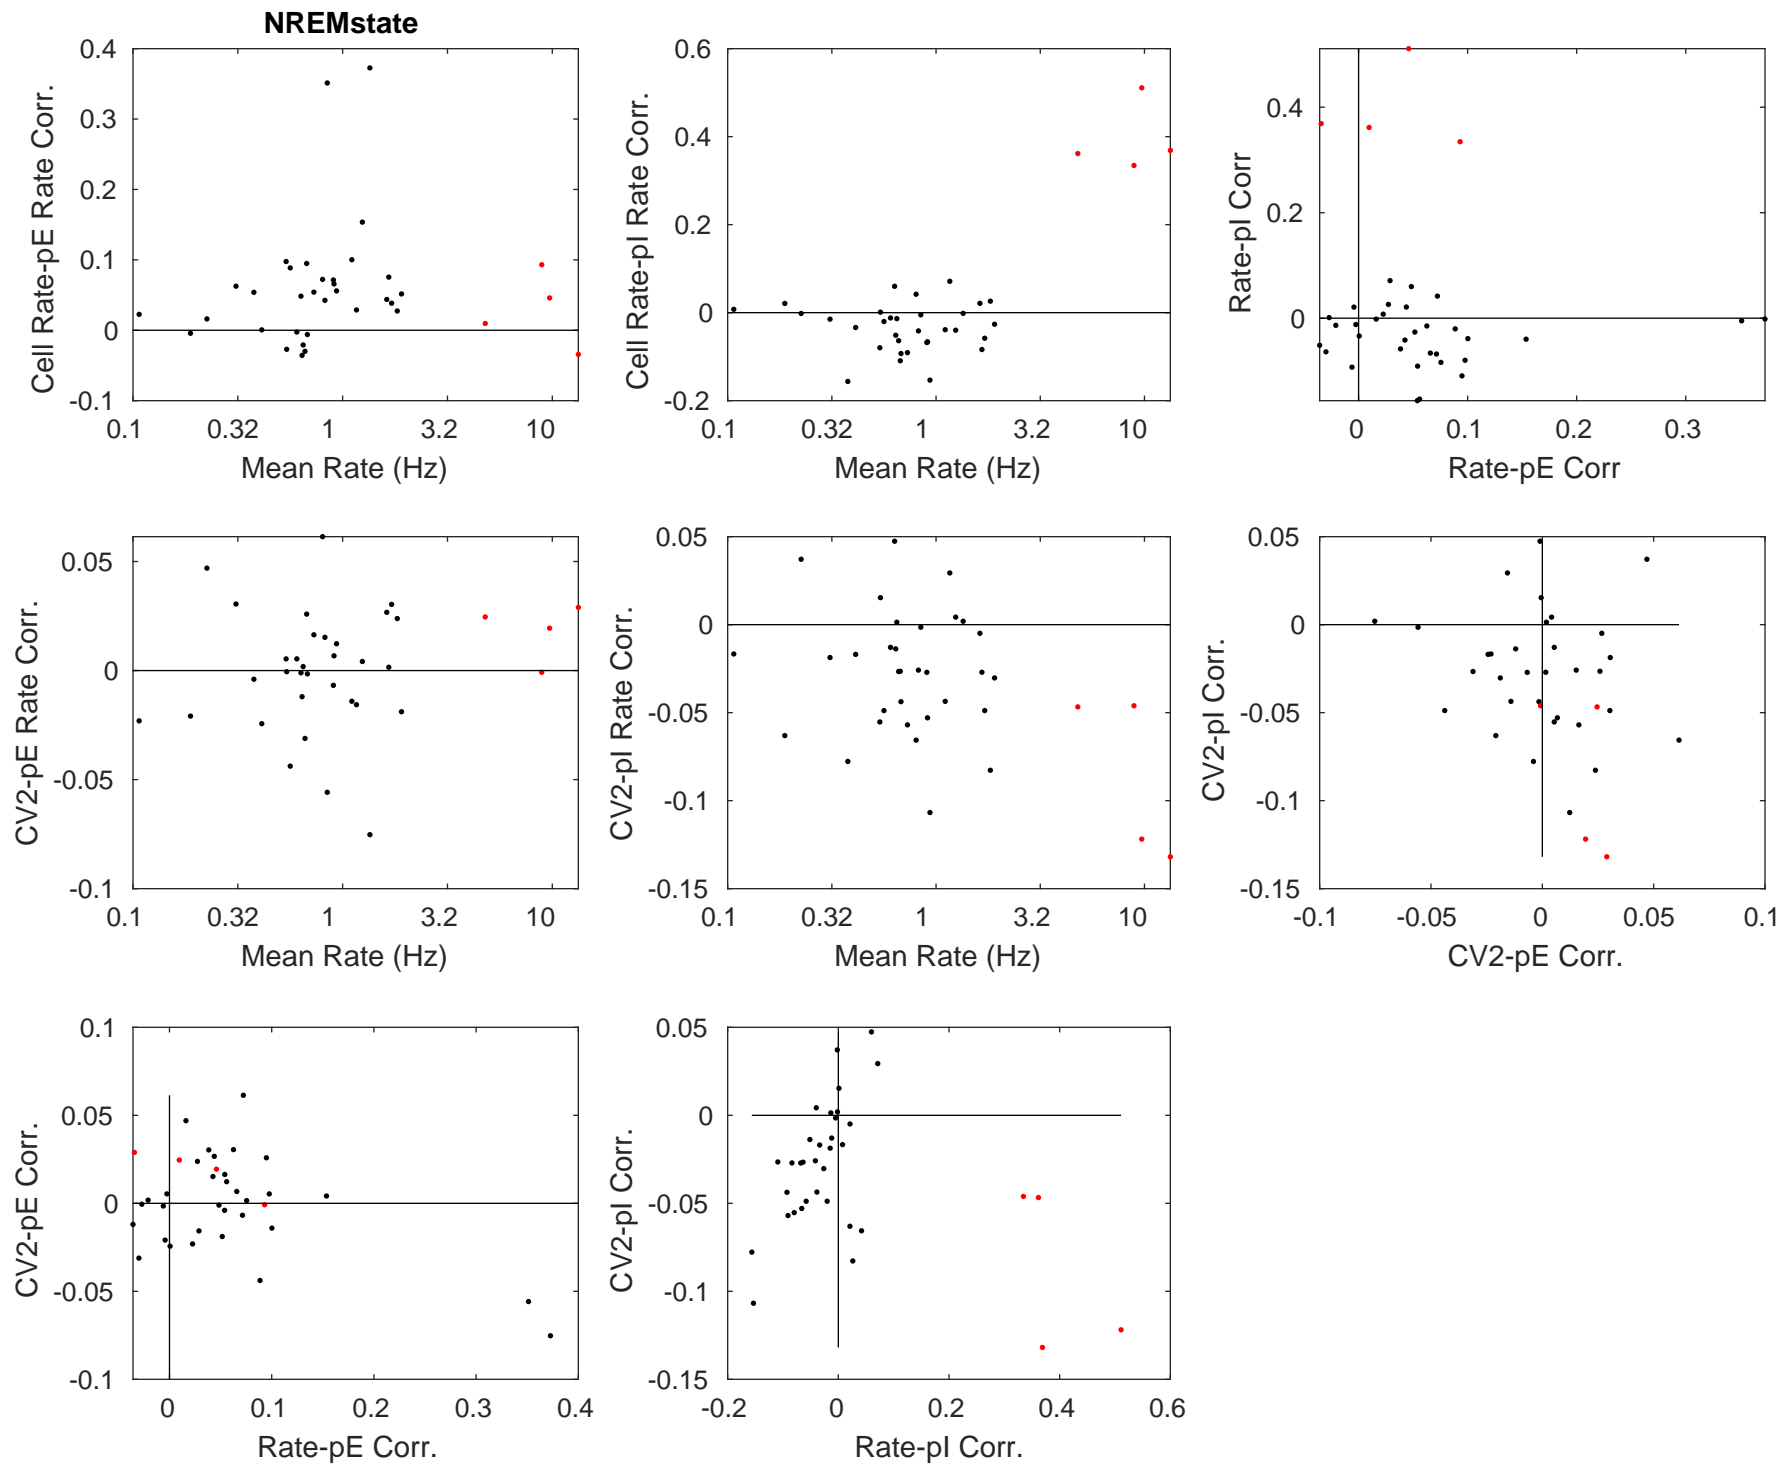 NREMstate
0.4
0.3
0.2
0.1
0
-0.1
Cell Rate-pE Rate Corr.
0.1 0.32 1 3.2 10
Mean Rate (Hz)
0.6
0.4
0.2
0
-0.2
Cell Rate-pI Rate Corr.
0.1 0.32 1 3.2 10
Mean Rate (Hz)
0.4
0.2
0
Rate-pI Corr
0 0.1 0.2 0.3
Rate-pE Corr
0.05
0
-0.05
-0.1
CV2-pE Rate Corr.
0.1 0.32 1 3.2 10
Mean Rate (Hz)
0.05
0
-0.05
-0.1
-0.15
CV2-pI Rate Corr.
0.1 0.32 1 3.2 10
Mean Rate (Hz)
0.05
0
-0.05
-0.1
-0.15
CV2-pI Corr.
-0.1 -0.05 0 0.05 0.1
CV2-pE Corr.
0.1
0.05
0
-0.05
-0.1
CV2-pE Corr.
0 0.1 0.2 0.3 0.4
Rate-pE Corr.
0.05
0
-0.05
-0.1
-0.15
CV2-pI Corr.
-0.2 0 0.2 0.4 0.6
Rate-pI Corr.